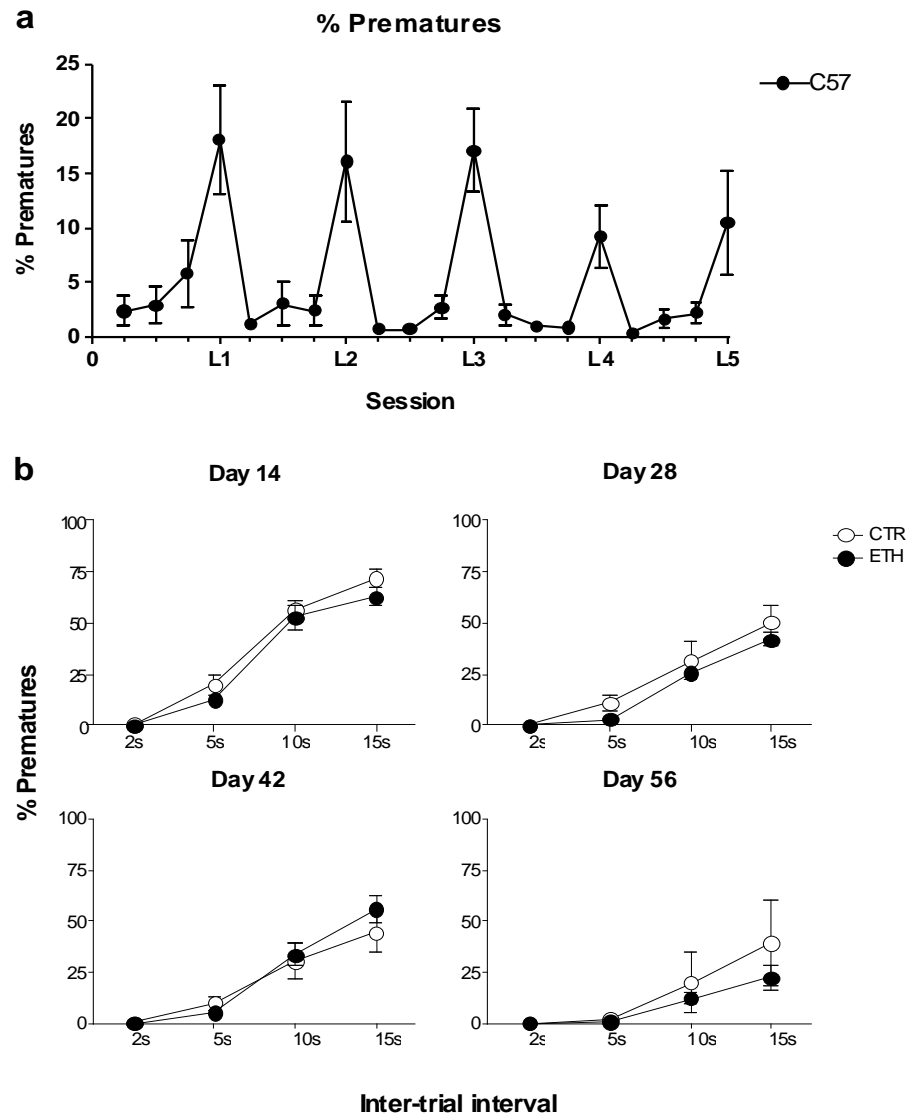 a
% Prematures
25
20
15
10
5
0
% Prematures
0 L1 L2 L3 L4 L5
Session
C57
b
Day 14
100
75
50
25
0
2s 5s 10s 15s
Day 28
100
75
50
25
0
2s 5s 10s 15s
CTR
ETH
% Prematures
Day 42
100
75
50
25
0
2s 5s 10s 15s
Day 56
100
75
50
25
0
2s 5s 10s 15s
Inter-trial interval